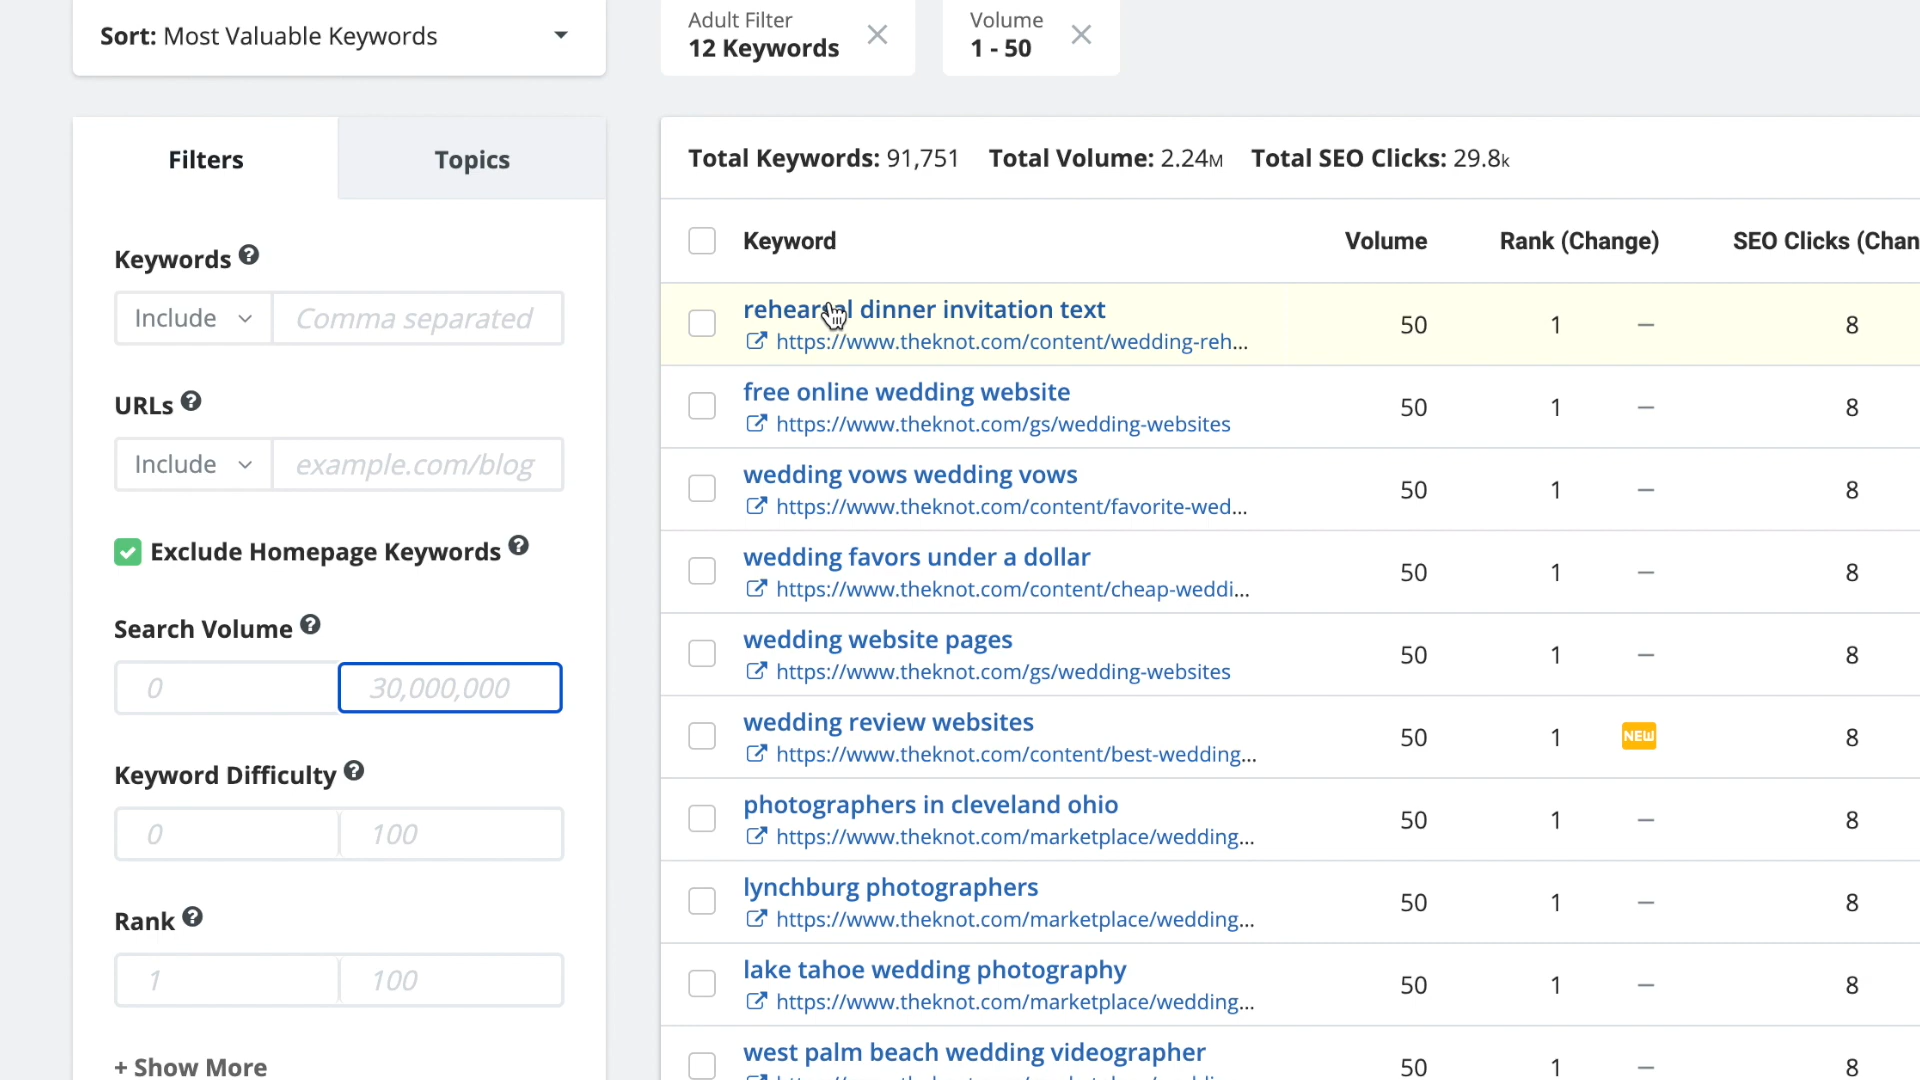 Sort: Most Valuable Keywords
Adult Filter
12 Keywords
Volume
1 - 50
Filters
Topics
Keywords
Include
Comma separated
URLs
Include
example.com/blog
Exclude Homepage Keywords
Search Volume
0
30,000,000
Keyword Difficulty
0
100
Rank
1
100
+ Show More
Total Keywords: 91,751 Total Volume: 2.24M Total SEO Clicks: 29.8k
Keyword Volume Rank (Change) SEO Clicks (Chan
rehearsal dinner invitation text
https://www.theknot.com/content/wedding-reh...
50 1 – 8
free online wedding website
https://www.theknot.com/gs/wedding-websites
50 1 – 8
wedding vows wedding vows
https://www.theknot.com/content/favorite-wed...
50 1 – 8
wedding favors under a dollar
https://www.theknot.com/content/cheap-weddi...
50 1 – 8
wedding website pages
https://www.theknot.com/gs/wedding-websites
50 1 – 8
wedding review websites
https://www.theknot.com/content/best-wedding...
50 1 NEW 8
photographers in cleveland ohio
https://www.theknot.com/marketplace/wedding...
50 1 – 8
lynchburg photographers
https://www.theknot.com/marketplace/wedding...
50 1 – 8
lake tahoe wedding photography
https://www.theknot.com/marketplace/wedding...
50 1 – 8
west palm beach wedding videographer
50 1 – 8